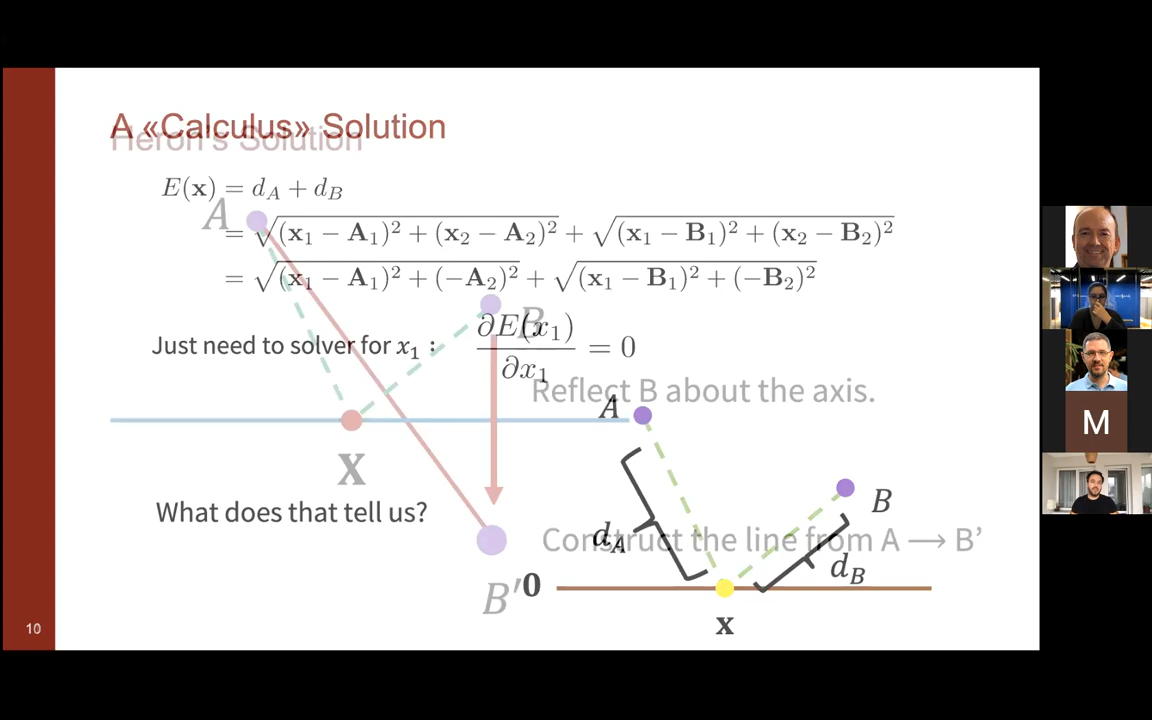 A «Calculus» Solution
Heron's Solution
E(x) = d_A + d_B
A
= √((x₁ − A₁)² + (x₂ − A₂)²) + √((x₁ − B₁)² + (x₂ − B₂)²)
= √((x₁ − A₁)² + (−A₂)²) + √((x₁ − B₁)² + (−B₂)²)
B
Just need to solver for x₁ : ∂E(x₁)/∂x₁ = 0
Reflect B about the axis.
A
X
What does that tell us?
B
d_A
Construct the line from A → B’
d_B
B′
0
x
10
M